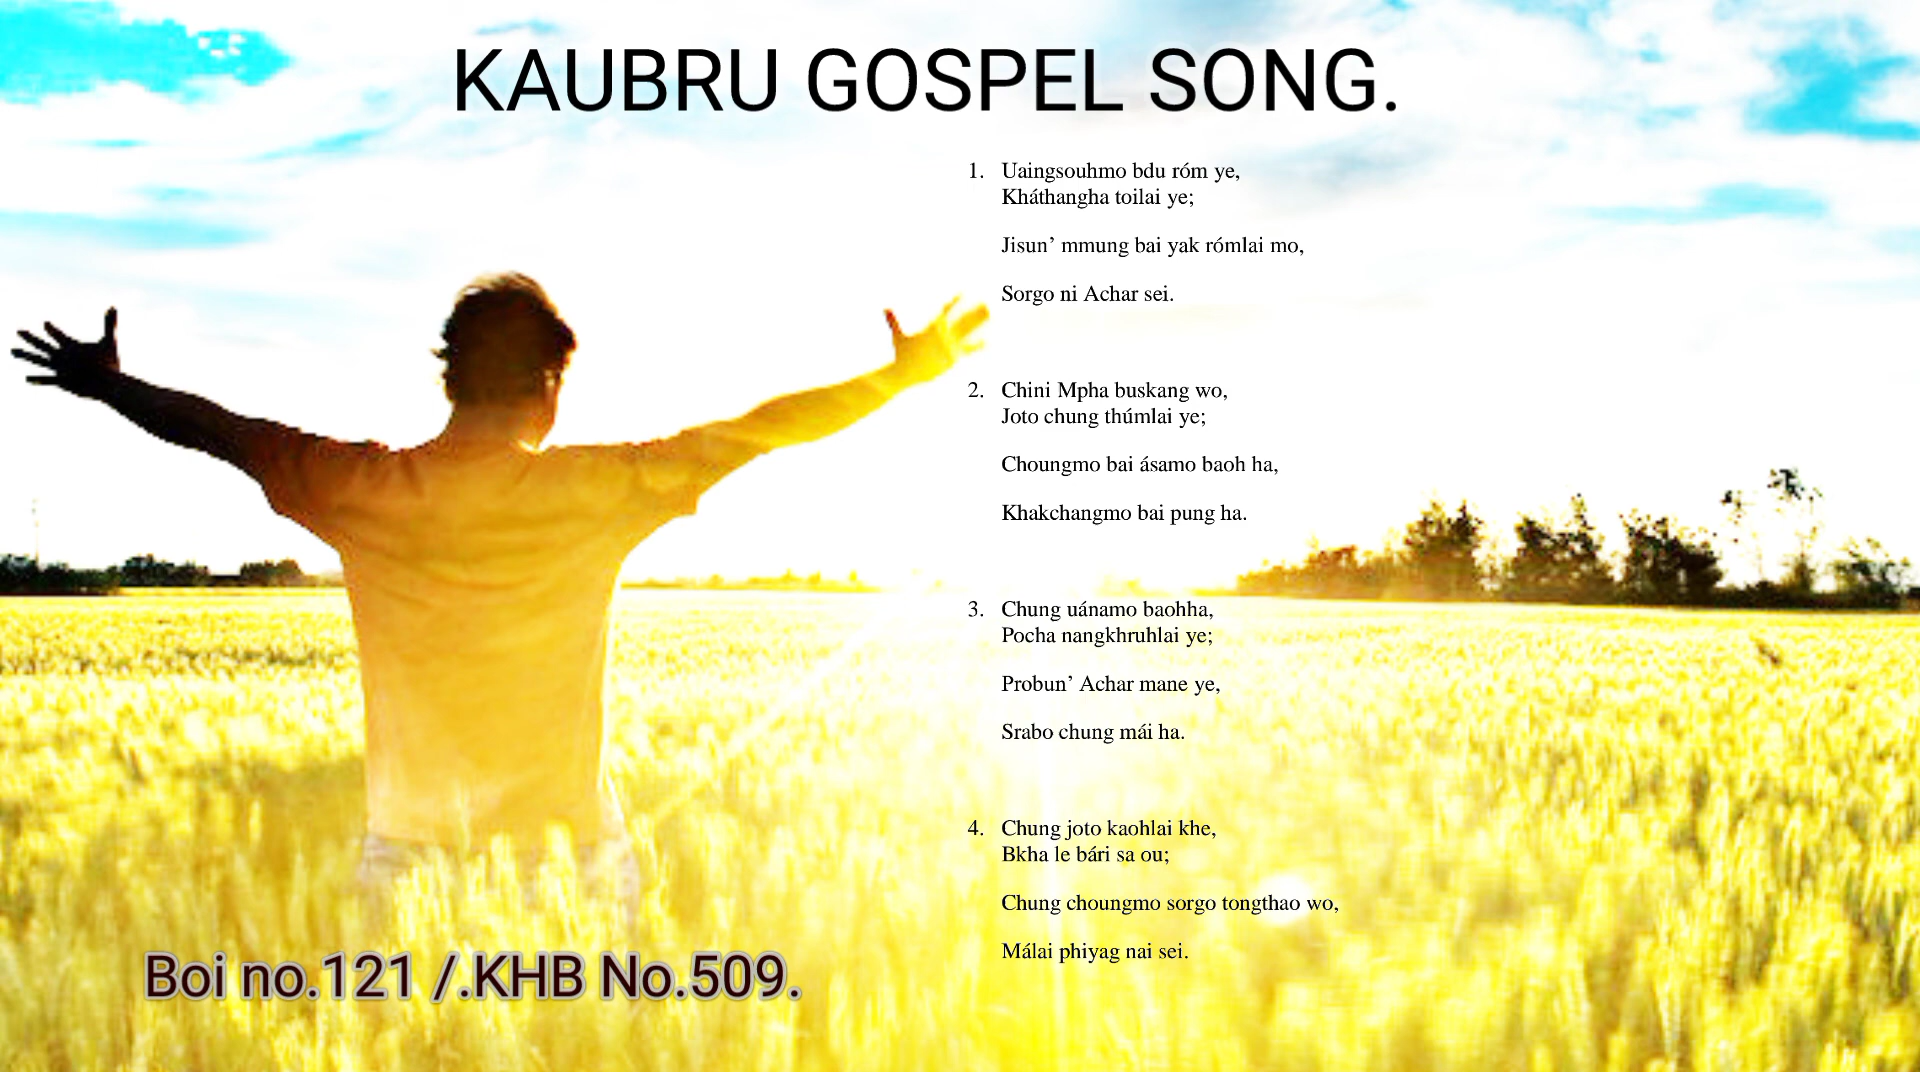 KAUBRU GOSPEL SONG.
1. Uaingsouhmo bdu róm ye,
Kháthangha toilai ye;
Jisun’ mmung bai yak rómlai mo,
Sorgo ni Achar sei.
2. Chini Mpha buskang wo,
Joto chung thúmlai ye;
Choungmo bai ásamo baoh ha,
Khakchangmo bai pung ha.
3. Chung uánamo baohha,
Pocha nangkhruhlai ye;
Probun’ Achar mane ye,
Srabo chung mái ha.
4. Chung joto kaohlai khe,
Bkha le bári sa ou;
Chung choungmo sorgo tongthao wo,
Málai phiyag nai sei.
Boi no.121 /.KHB No.509.